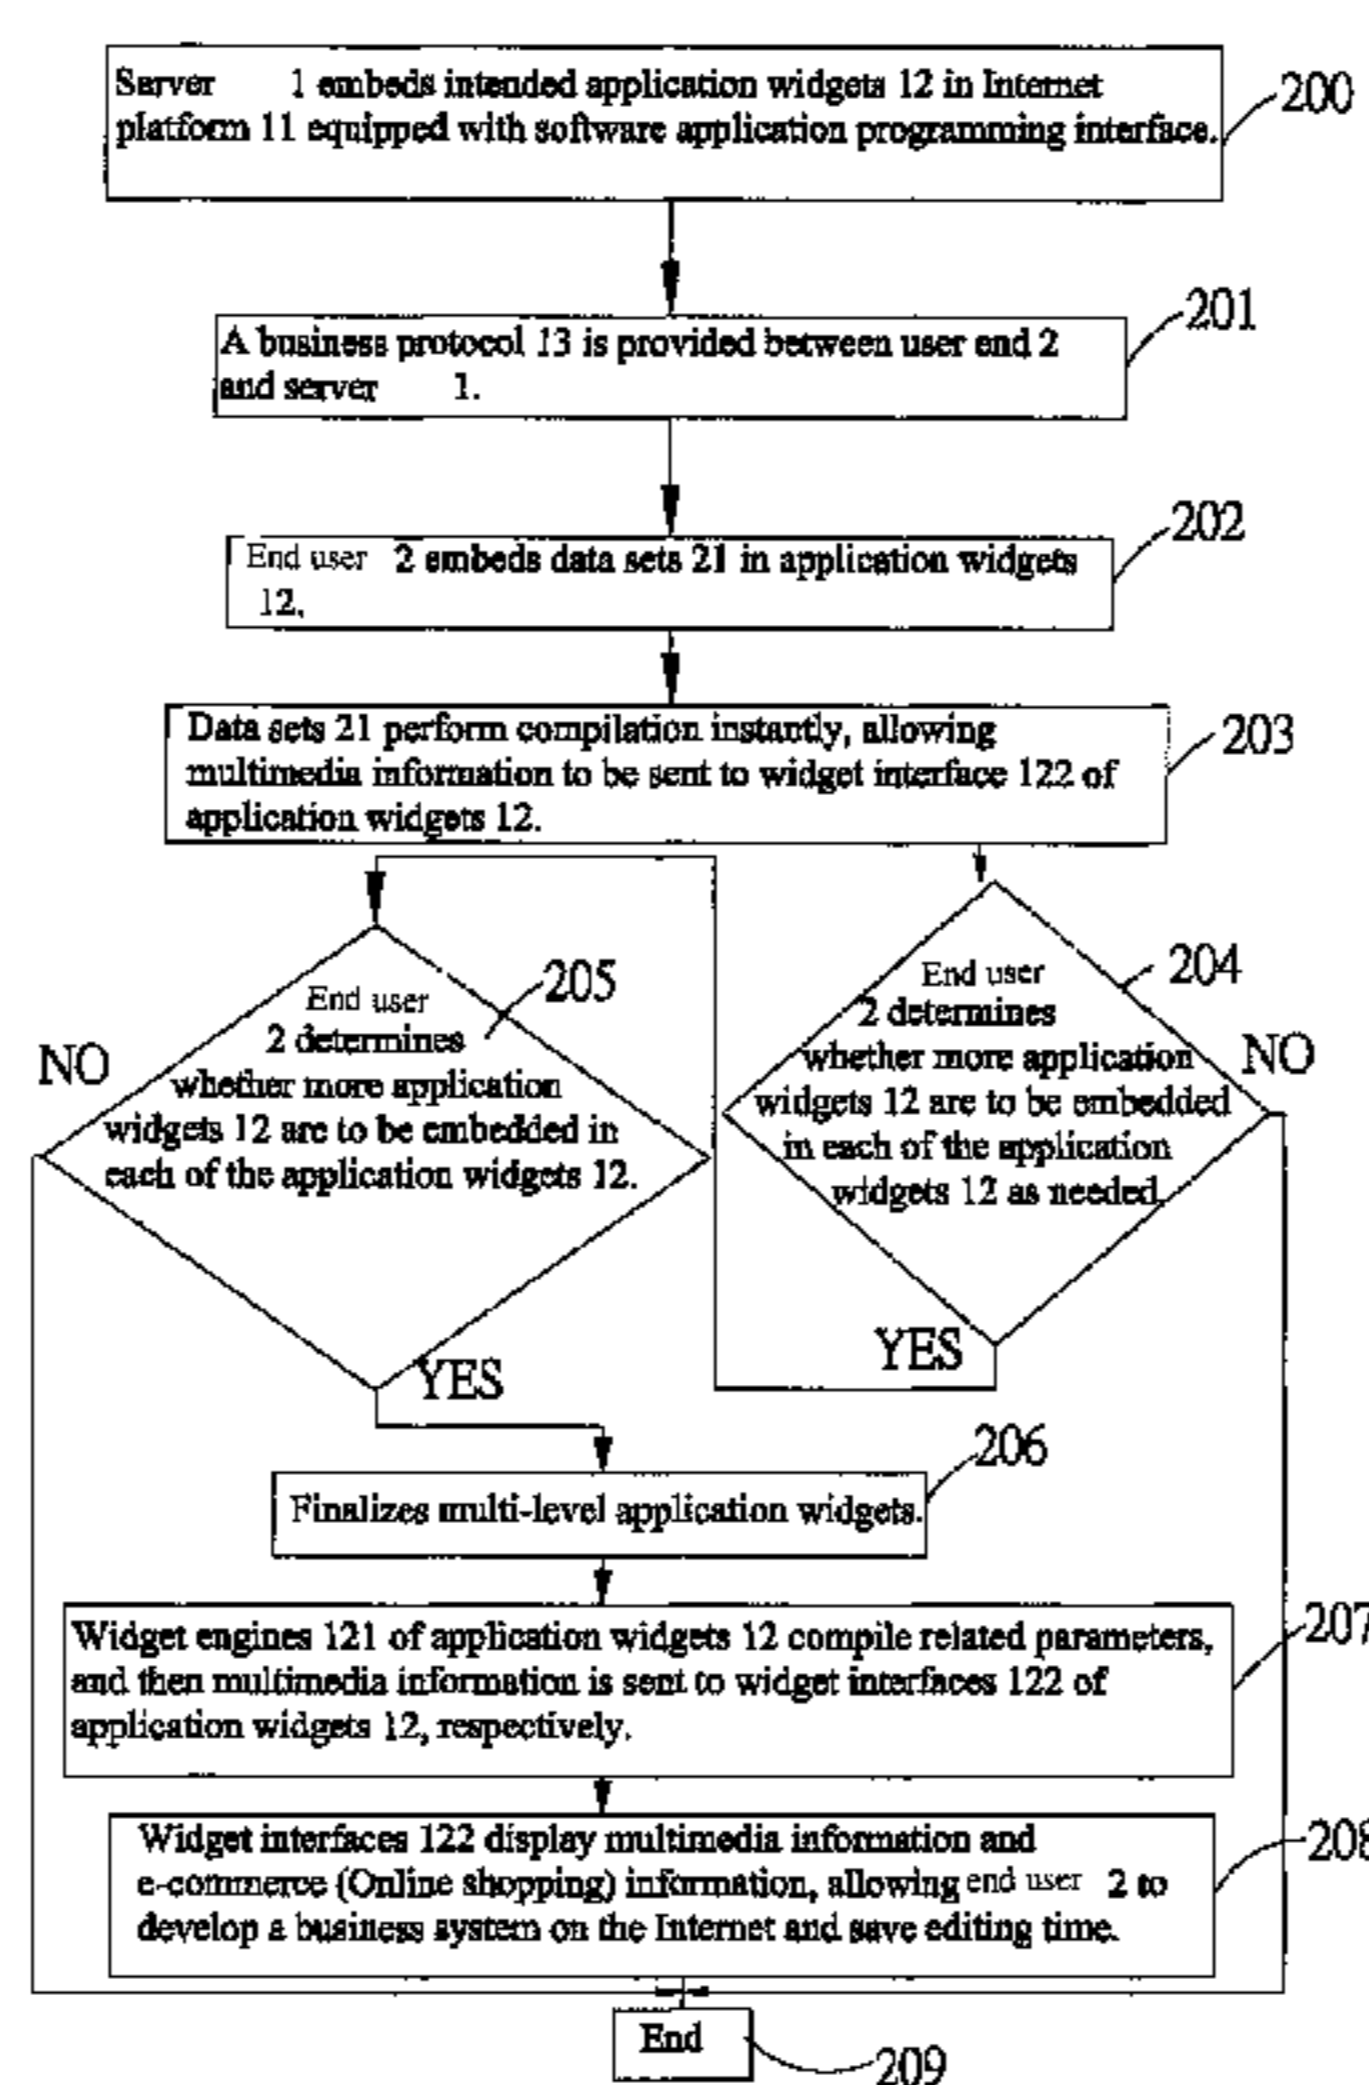 Server 1 embeds intended application widgets 12 in Internet
platform 11 equipped with software application programming interface.
200
A business protocol 13 is provided between user end 2
and server 1.
201
End user 2 embeds data sets 21 in application widgets
12.
202
Data sets 21 perform compilation instantly, allowing
multimedia information to be sent to widget interface 122 of
application widgets 12.
203
End user
2 determines
whether more application
widgets 12 are to be embedded
in each of the application
widgets 12 as needed.
204
NO
YES
End user
2 determines
whether more application
widgets 12 are to be embedded in
each of the application widgets 12.
205
NO
YES
Finalizes multi-level application widgets.
206
Widget engines 121 of application widgets 12 compile related parameters,
and then multimedia information is sent to widget interfaces 122 of
application widgets 12, respectively.
207
Widget interfaces 122 display multimedia information and
e-commerce (Online shopping) information, allowing end user 2 to
develop a business system on the Internet and save editing time.
208
End
209